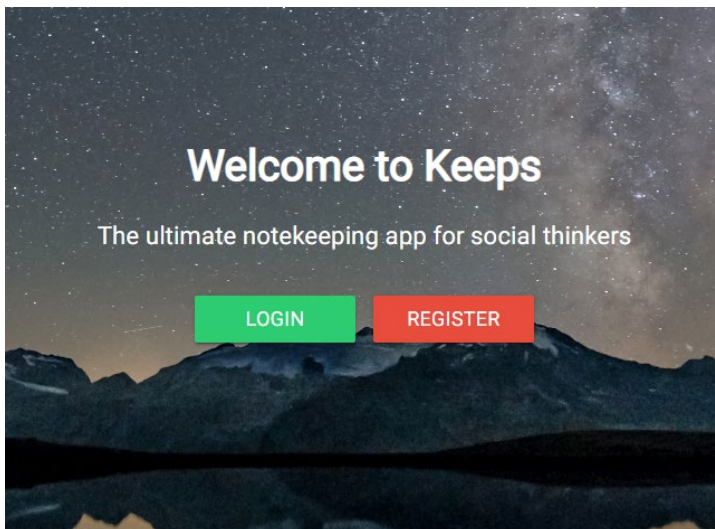 Welcome to Keeps
The ultimate notekeeping app for social thinkers
LOGIN
REGISTER